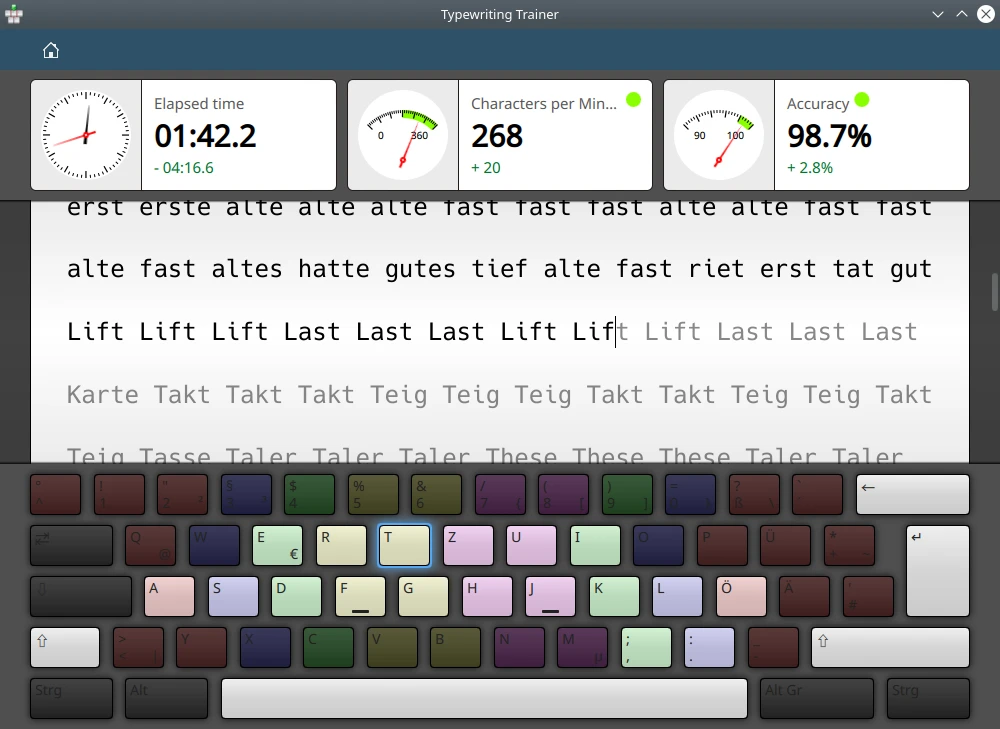 Typewriting Trainer
Elapsed time
01:42.2
- 04:16.6
0 360
Characters per Min...
268
+ 20
90 100
Accuracy
98.7%
+ 2.8%
erst erste alte alte alte fast fast fast alte alte fast fast
alte fast altes hatte gutes tief alte fast riet erst tat gut
Lift Lift Lift Last Last Last Lift Lift Lift Last Last Last
Karte Takt Takt Takt Teig Teig Teig Takt Takt Teig Teig Takt
Teig Tasse Taler Taler Taler These These These Taler Taler
° ! " § $ % & / ( ) = ? ` ←
^ 1 2 ² 3 ³ 4 5 6 7 { 8 [ 9 ] 0 } ß \ ´
Q W E R T Z U I O P Ü * ↵
@ € + ~
A S D F G H J K L Ö Ä '
#
⇧ > Y X C V B N M ; : _ ⇧
< | µ , . -
Strg Alt Alt Gr Strg